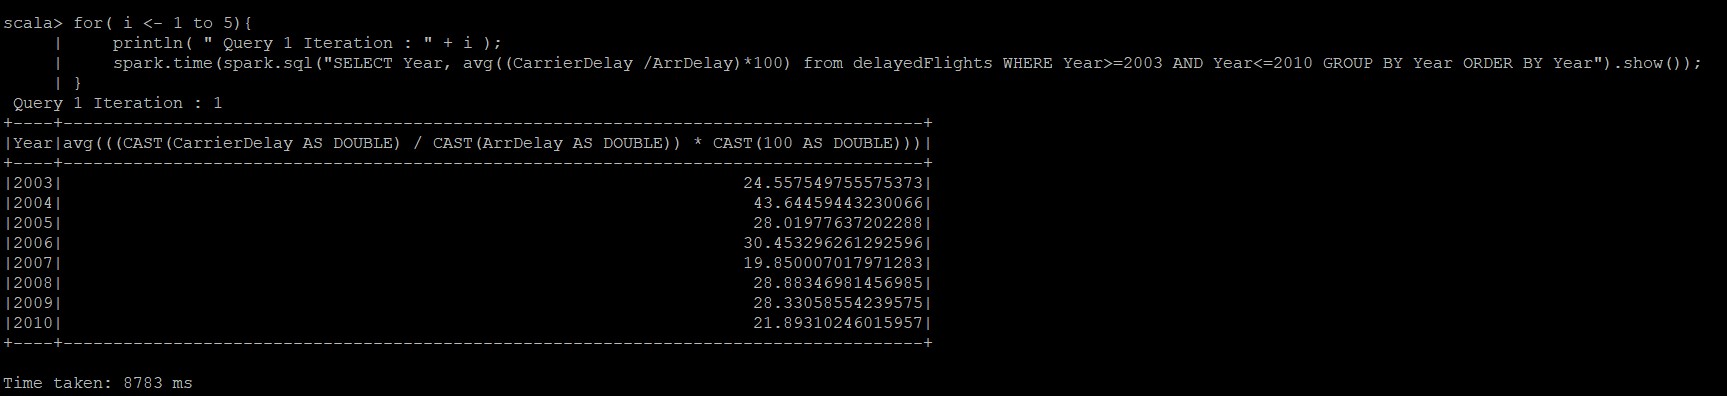 scala> for( i <- 1 to 5){
     |     println( " Query 1 Iteration : " + i );
     |     spark.time(spark.sql("SELECT Year, avg((CarrierDelay /ArrDelay)*100) from delayedFlights WHERE Year>=2003 AND Year<=2010 GROUP BY Year ORDER BY Year").show());
     | }
 Query 1 Iteration : 1
+----+--------------------------------------------------------------------------------------+
|Year|avg(((CAST(CarrierDelay AS DOUBLE) / CAST(ArrDelay AS DOUBLE)) * CAST(100 AS DOUBLE)))|
+----+--------------------------------------------------------------------------------------+
|2003|                                                                    24.557549755575373|
|2004|                                                                     43.64459443230066|
|2005|                                                                     28.01977637202288|
|2006|                                                                    30.453296261292596|
|2007|                                                                    19.850007017971283|
|2008|                                                                     28.88346981456985|
|2009|                                                                     28.33058554239575|
|2010|                                                                     21.89310246015957|
+----+--------------------------------------------------------------------------------------+
Time taken: 8783 ms